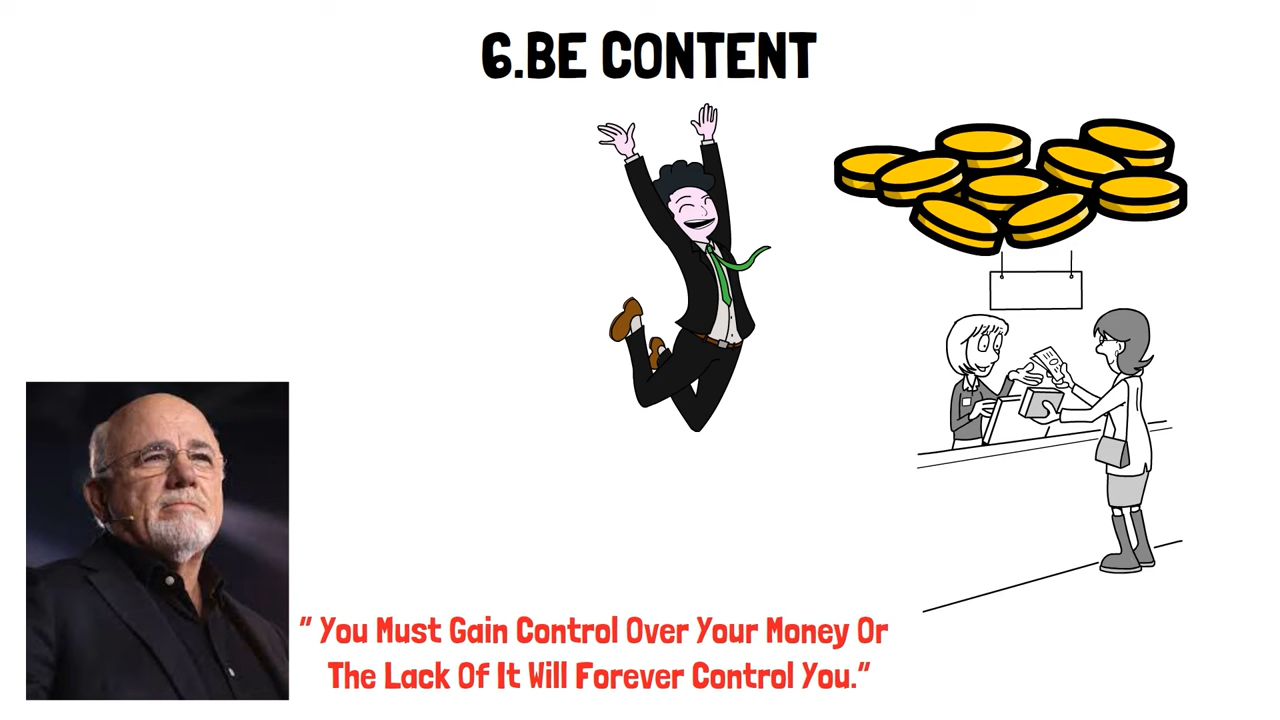 6.BE CONTENT
" You Must Gain Control Over Your Money Or
The Lack Of It Will Forever Control You."